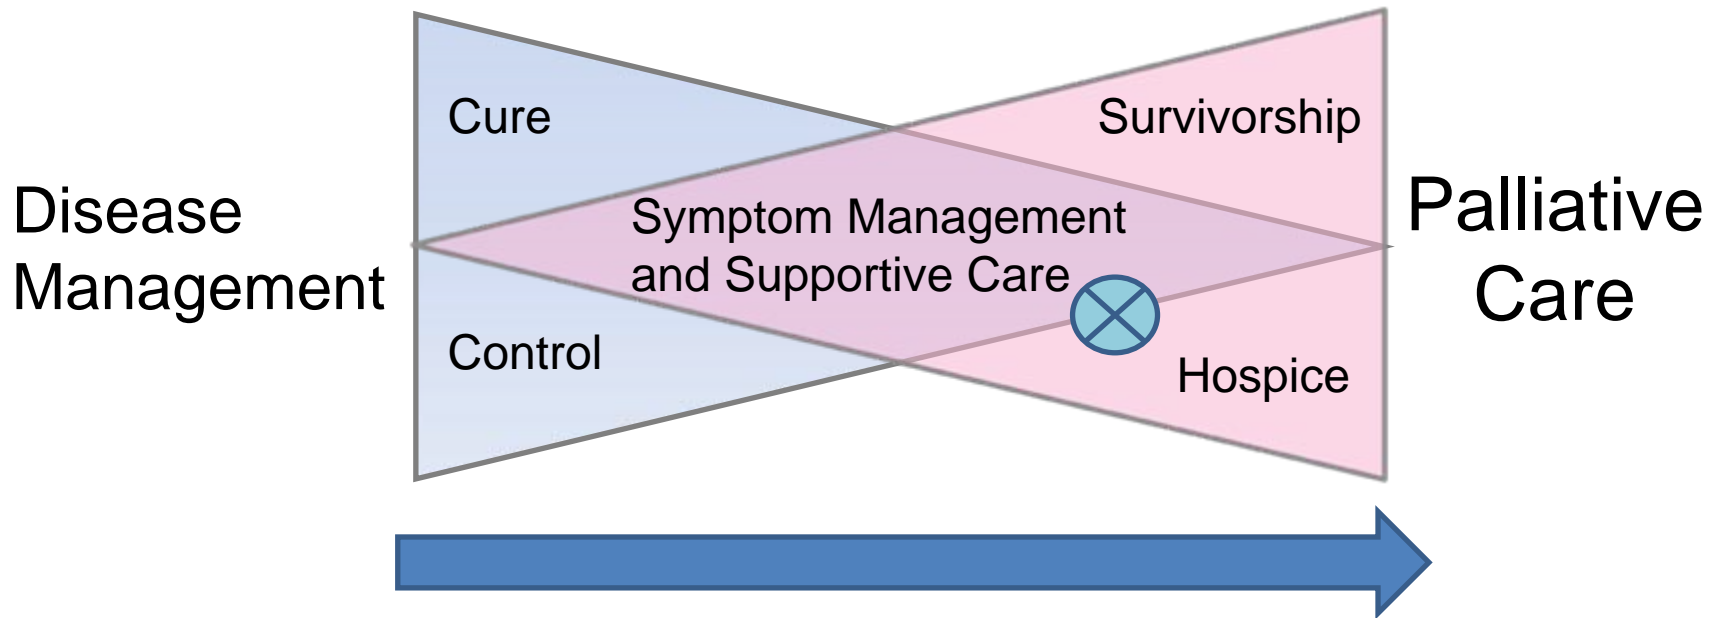 Disease
Management
Cure
Control
Symptom Management
and Supportive Care
Survivorship
Hospice
Palliative
Care